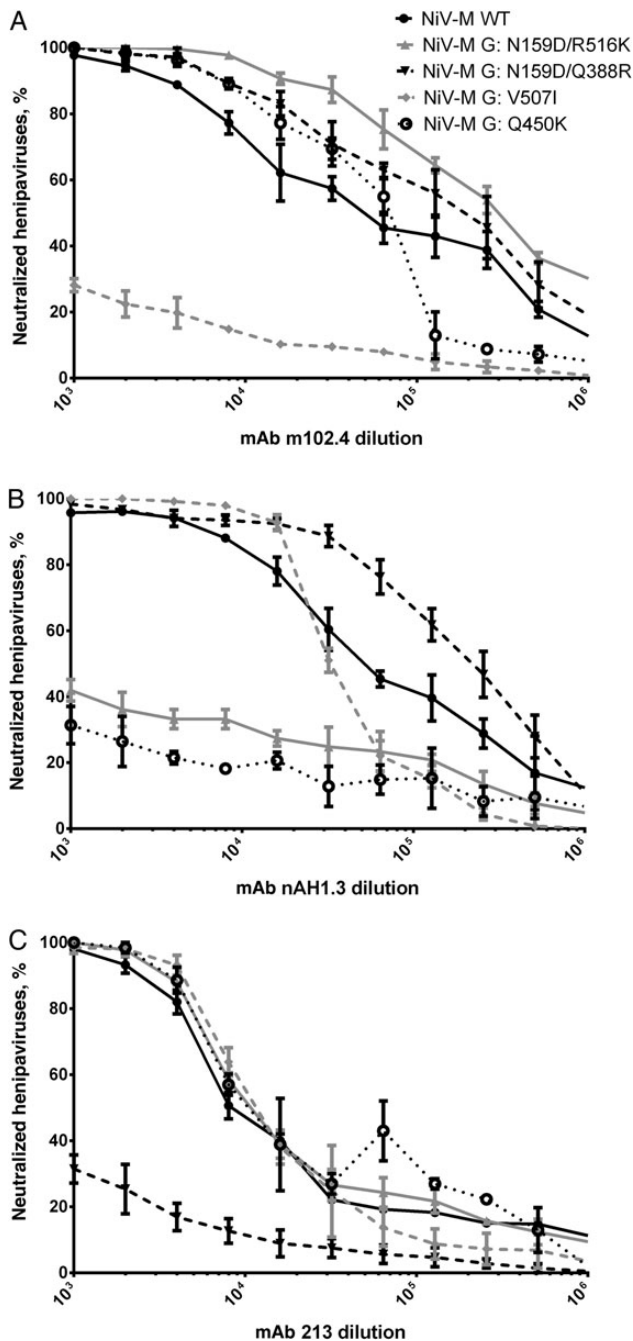 A
NiV-M WT
NiV-M G: N159D/R516K
NiV-M G: N159D/Q388R
NiV-M G: V507I
NiV-M G: Q450K
Neutralized henipaviruses, %
100
80
60
40
20
0
10³
10⁴
10⁵
10⁶
mAb m102.4 dilution
B
Neutralized henipaviruses, %
100
80
60
40
20
0
10³
10⁴
10⁵
10⁶
mAb nAH1.3 dilution
C
Neutralized henipaviruses, %
100
80
60
40
20
0
10³
10⁴
10⁵
10⁶
mAb 213 dilution